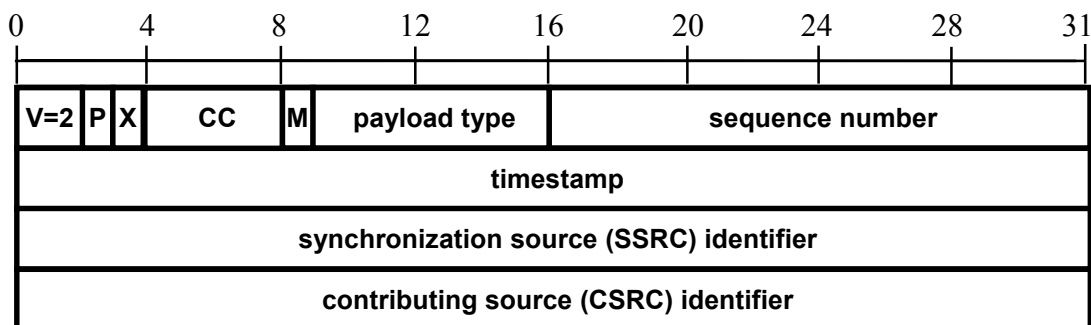 0 4 8 12 16 20 24 28 31
V=2 P X CC M payload type sequence number
timestamp
synchronization source (SSRC) identifier
contributing source (CSRC) identifier